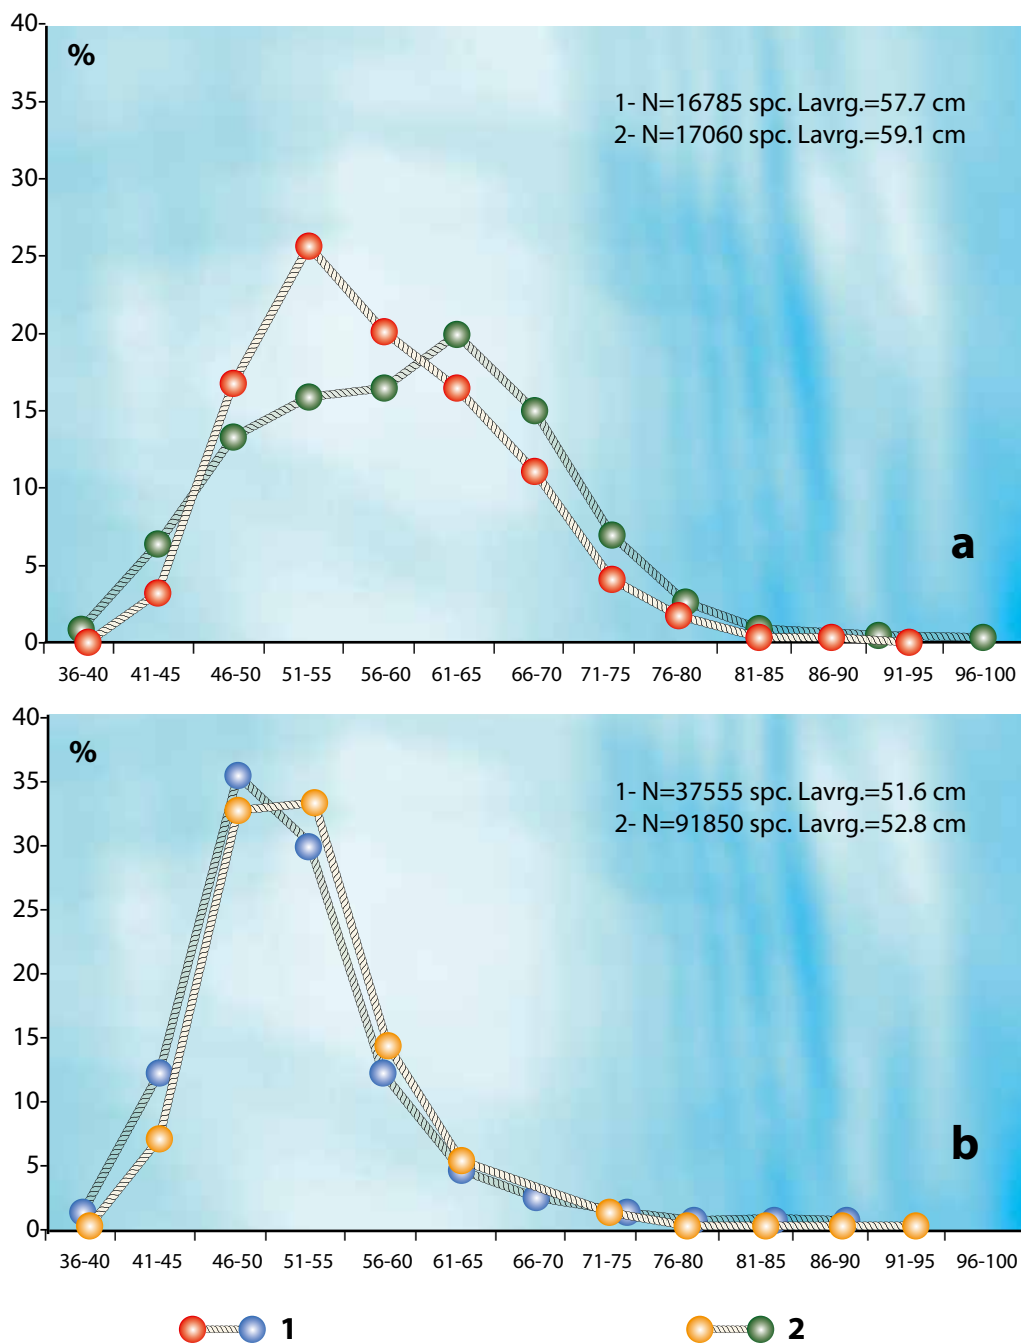 40
%
35
1- N=16785 spc. Lavrg.=57.7 cm
2- N=17060 spc. Lavrg.=59.1 cm
30
25
20
15
10
a
5
0
36-40 41-45 46-50 51-55 56-60 61-65 66-70 71-75 76-80 81-85 86-90 91-95 96-100
40
%
35
1- N=37555 spc. Lavrg.=51.6 cm
2- N=91850 spc. Lavrg.=52.8 cm
30
25
20
15
10
b
5
0
36-40 41-45 46-50 51-55 56-60 61-65 66-70 71-75 76-80 81-85 86-90 91-95 96-100
1 2